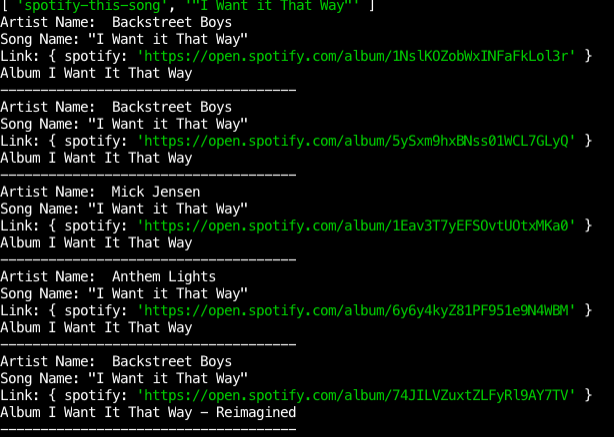 [ 'spotify-this-song', '"I Want it That Way"' ]
Artist Name:  Backstreet Boys
Song Name: "I Want it That Way"
Link: { spotify: 'https://open.spotify.com/album/1NslKOZobWxINFaFkLol3r' }
Album I Want It That Way
-------------------------------------
Artist Name:  Backstreet Boys
Song Name: "I Want it That Way"
Link: { spotify: 'https://open.spotify.com/album/5ySxm9hxBNss01WCL7GLyQ' }
Album I Want It That Way
-------------------------------------
Artist Name:  Mick Jensen
Song Name: "I Want it That Way"
Link: { spotify: 'https://open.spotify.com/album/1Eav3T7yEFSOvtUOtxMKa0' }
Album I Want It That Way
-------------------------------------
Artist Name:  Anthem Lights
Song Name: "I Want it That Way"
Link: { spotify: 'https://open.spotify.com/album/6y6y4kyZ81PF951e9N4WBM' }
Album I Want It That Way
-------------------------------------
Artist Name:  Backstreet Boys
Song Name: "I Want it That Way"
Link: { spotify: 'https://open.spotify.com/album/74JILVZuxtZLFyRl9AY7TV' }
Album I Want It That Way - Reimagined
-------------------------------------